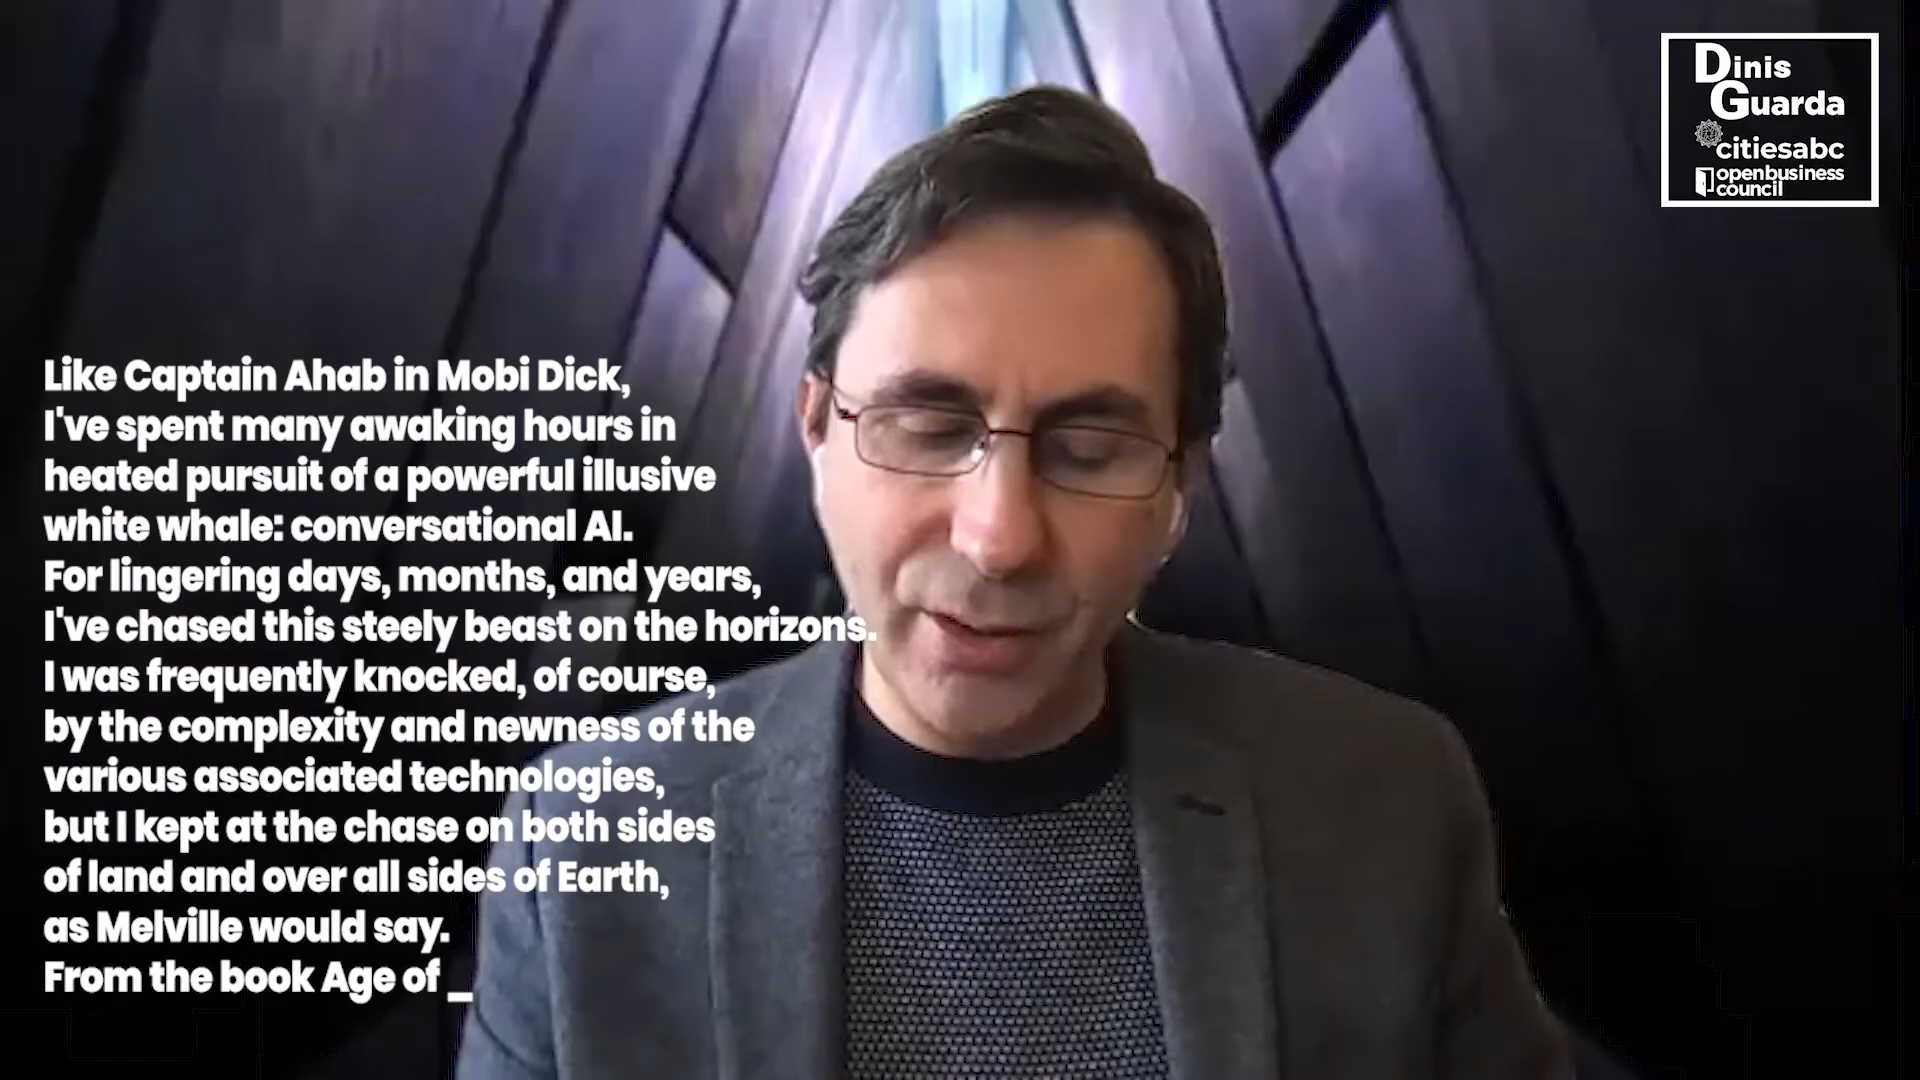 Dinis
Guarda
citiesabc
openbusiness
council
Like Captain Ahab in Mobi Dick,
I've spent many awaking hours in
heated pursuit of a powerful illusive
white whale: conversational AI.
For lingering days, months, and years,
I've chased this steely beast on the horizons.
I was frequently knocked, of course,
by the complexity and newness of the
various associated technologies,
but I kept at the chase on both sides
of land and over all sides of Earth,
as Melville would say.
From the book Age of _